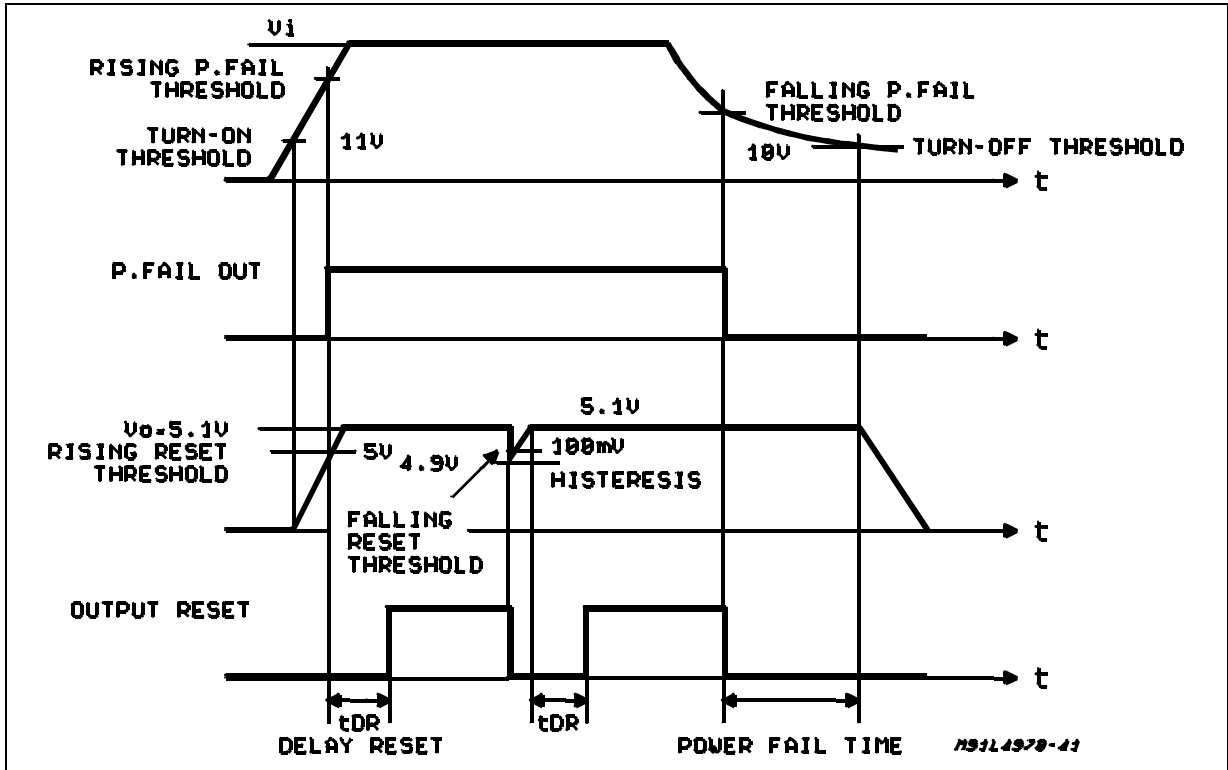 Vi
RISING P.FAIL
THRESHOLD
FALLING P.FAIL
THRESHOLD
TURN-ON
THRESHOLD
11V
10V
TURN-OFF THRESHOLD
t
P.FAIL OUT
t
5.1V
Vo=5.1V
RISING RESET
THRESHOLD
5V
4.9V
100mV
HISTERESIS
FALLING
RESET
THRESHOLD
t
OUTPUT RESET
t
tDR
tDR
DELAY RESET
POWER FAIL TIME
M91L4970-41